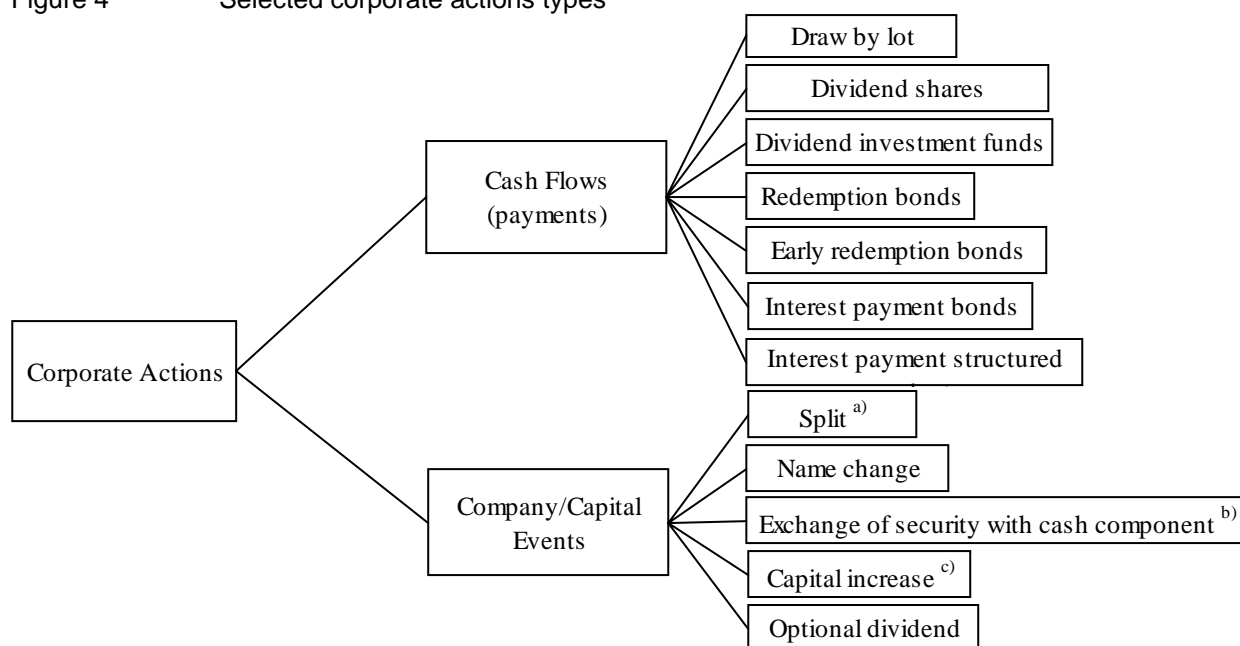 Figure 4 Selected corporate actions types
Draw by lot
Dividend shares
Dividend investment funds
Cash Flows
(payments)
Redemption bonds
Early redemption bonds
Interest payment bonds
Interest payment structured
Corporate Actions
Split a)
Name change
Company/Capital
Events
Exchange of security with cash component b)
Capital increase c)
Optional dividend